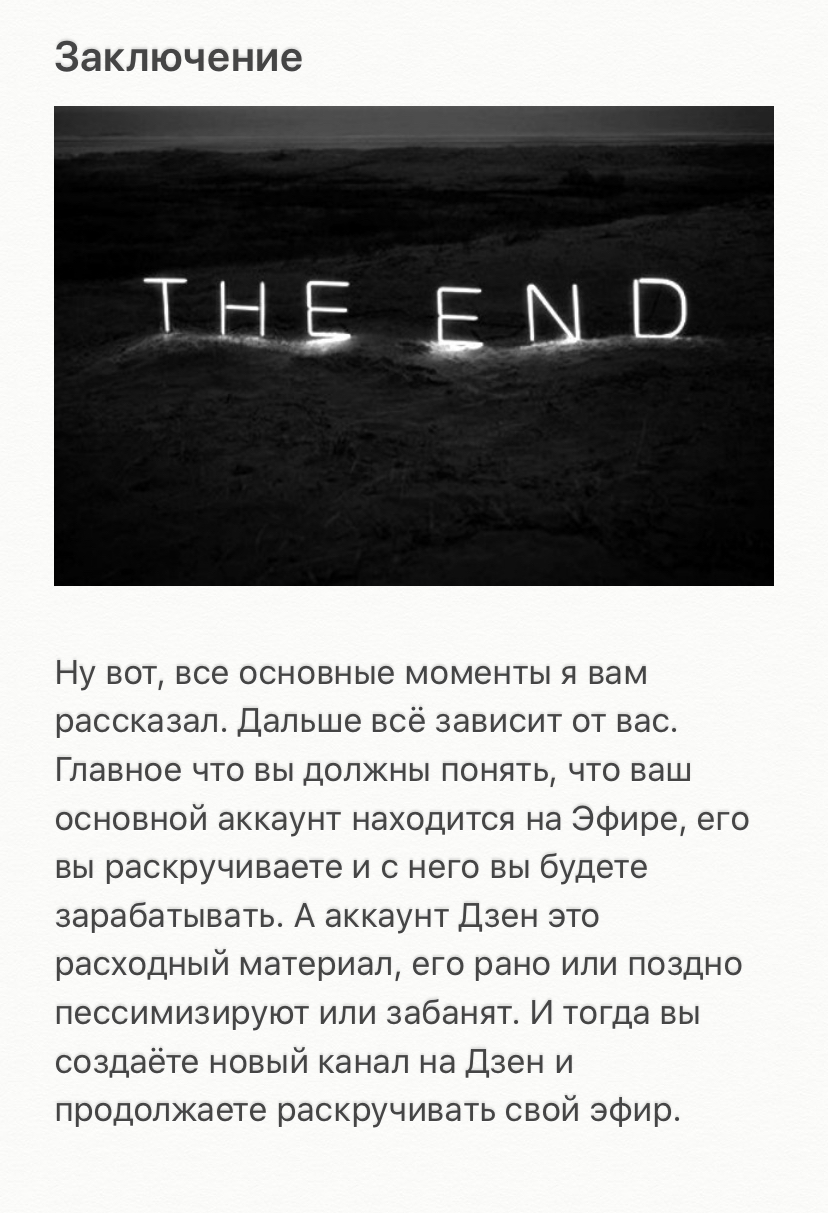 Заключение
THE END
Ну вот, все основные моменты я вам
рассказал. Дальше всё зависит от вас.
Главное что вы должны понять, что ваш
основной аккаунт находится на Эфире, его
вы раскручиваете и с него вы будете
зарабатывать. А аккаунт Дзен это
расходный материал, его рано или поздно
пессимизируют или забанят. И тогда вы
создаёте новый канал на Дзен и
продолжаете раскручивать свой эфир.